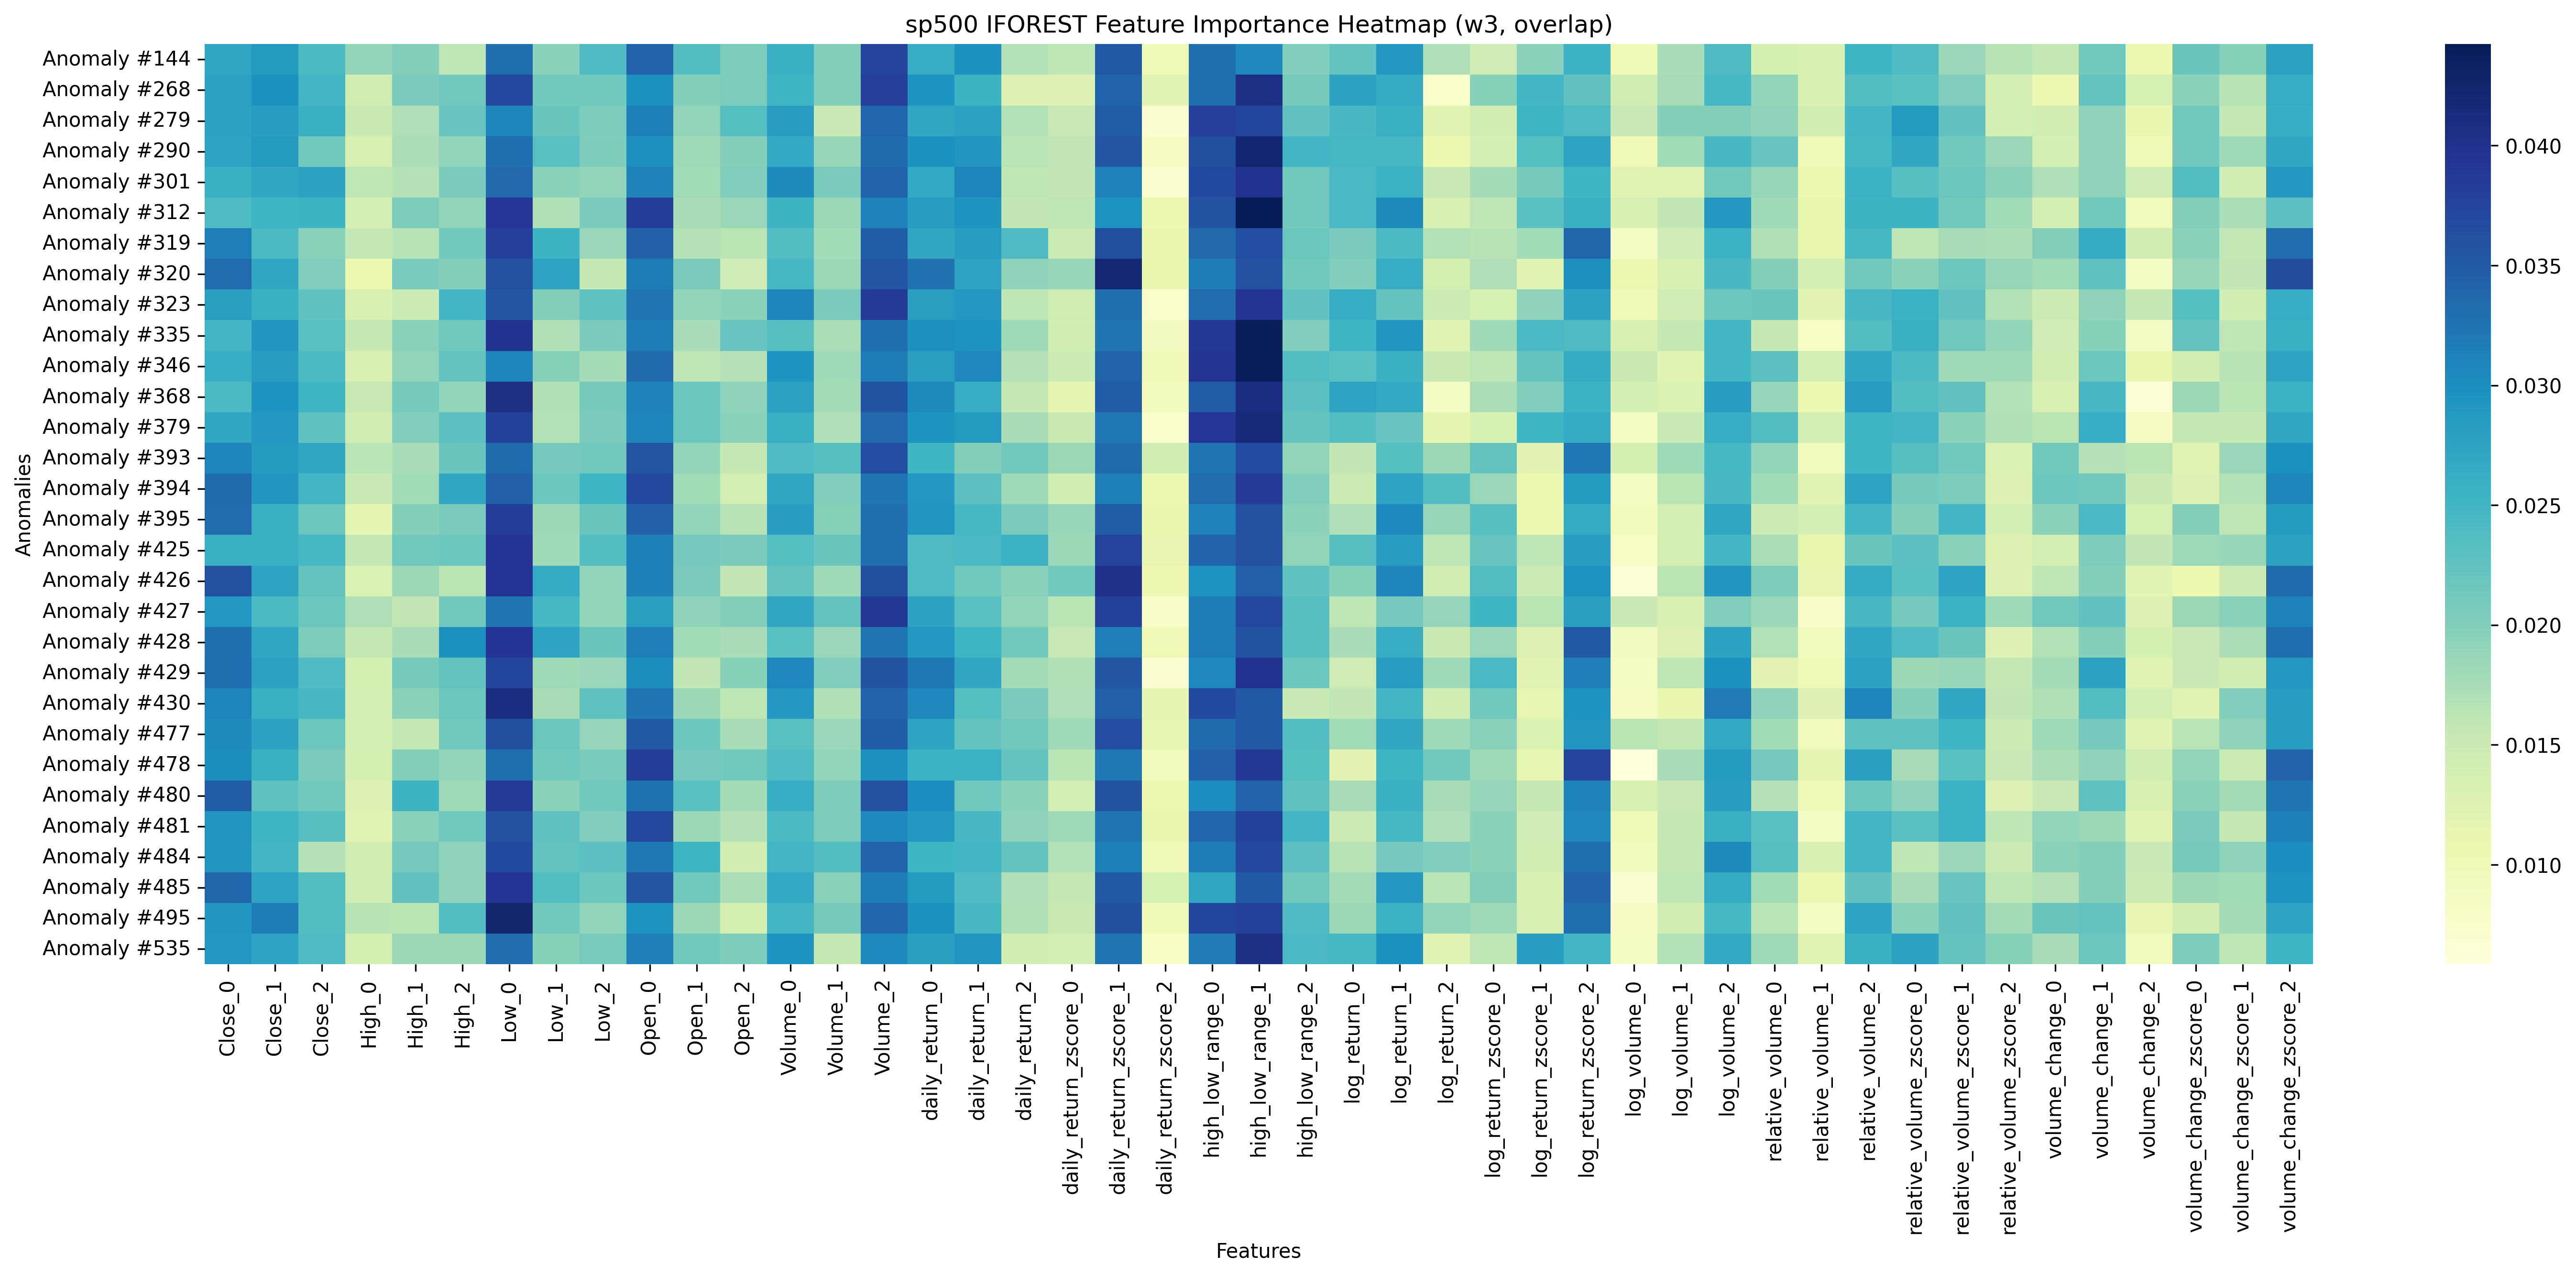 sp500 IFOREST Feature Importance Heatmap (w3, overlap)
Anomalies
Anomaly #144
Anomaly #268
Anomaly #279
Anomaly #290
Anomaly #301
Anomaly #312
Anomaly #319
Anomaly #320
Anomaly #323
Anomaly #335
Anomaly #346
Anomaly #368
Anomaly #379
Anomaly #393
Anomaly #394
Anomaly #395
Anomaly #425
Anomaly #426
Anomaly #427
Anomaly #428
Anomaly #429
Anomaly #430
Anomaly #477
Anomaly #478
Anomaly #480
Anomaly #481
Anomaly #484
Anomaly #485
Anomaly #495
Anomaly #535
Close_0
Close_1
Close_2
High_0
High_1
High_2
Low_0
Low_1
Low_2
Open_0
Open_1
Open_2
Volume_0
Volume_1
Volume_2
daily_return_0
daily_return_1
daily_return_2
daily_return_zscore_0
daily_return_zscore_1
daily_return_zscore_2
high_low_range_0
high_low_range_1
high_low_range_2
log_return_0
log_return_1
log_return_2
log_return_zscore_0
log_return_zscore_1
log_return_zscore_2
log_volume_0
log_volume_1
log_volume_2
relative_volume_0
relative_volume_1
relative_volume_2
relative_volume_zscore_0
relative_volume_zscore_1
relative_volume_zscore_2
volume_change_0
volume_change_1
volume_change_2
volume_change_zscore_0
volume_change_zscore_1
volume_change_zscore_2
Features
0.040
0.035
0.030
0.025
0.020
0.015
0.010